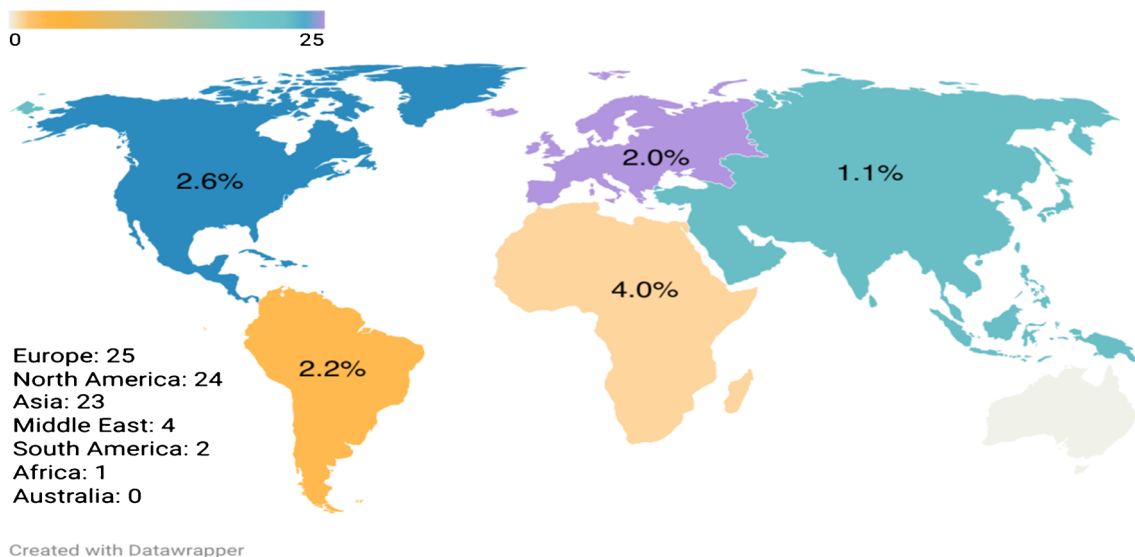 0 25
2.6%
2.0%
1.1%
4.0%
2.2%
Europe: 25
North America: 24
Asia: 23
Middle East: 4
South America: 2
Africa: 1
Australia: 0
Created with Datawrapper